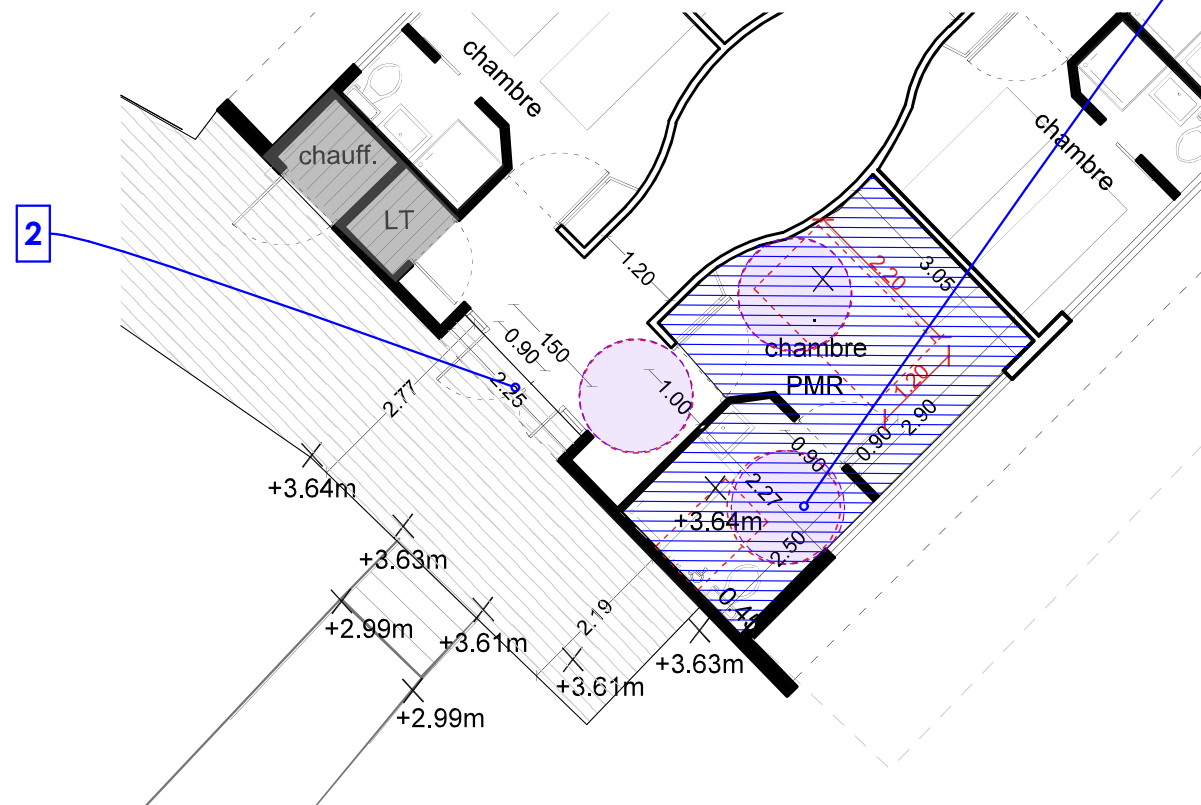 chambre
chauff.
LT
2
chambre
1.20
2.20
3.05
0.90
150
chambre
PMR
2.25
1.00
1.20
2.77
2.90
0.90
0.90
+3.64m
2.27
+3.64m
+3.63m
2.50
0.45
2.19
+2.99m
+3.61m
+3.63m
+3.61m
+2.99m